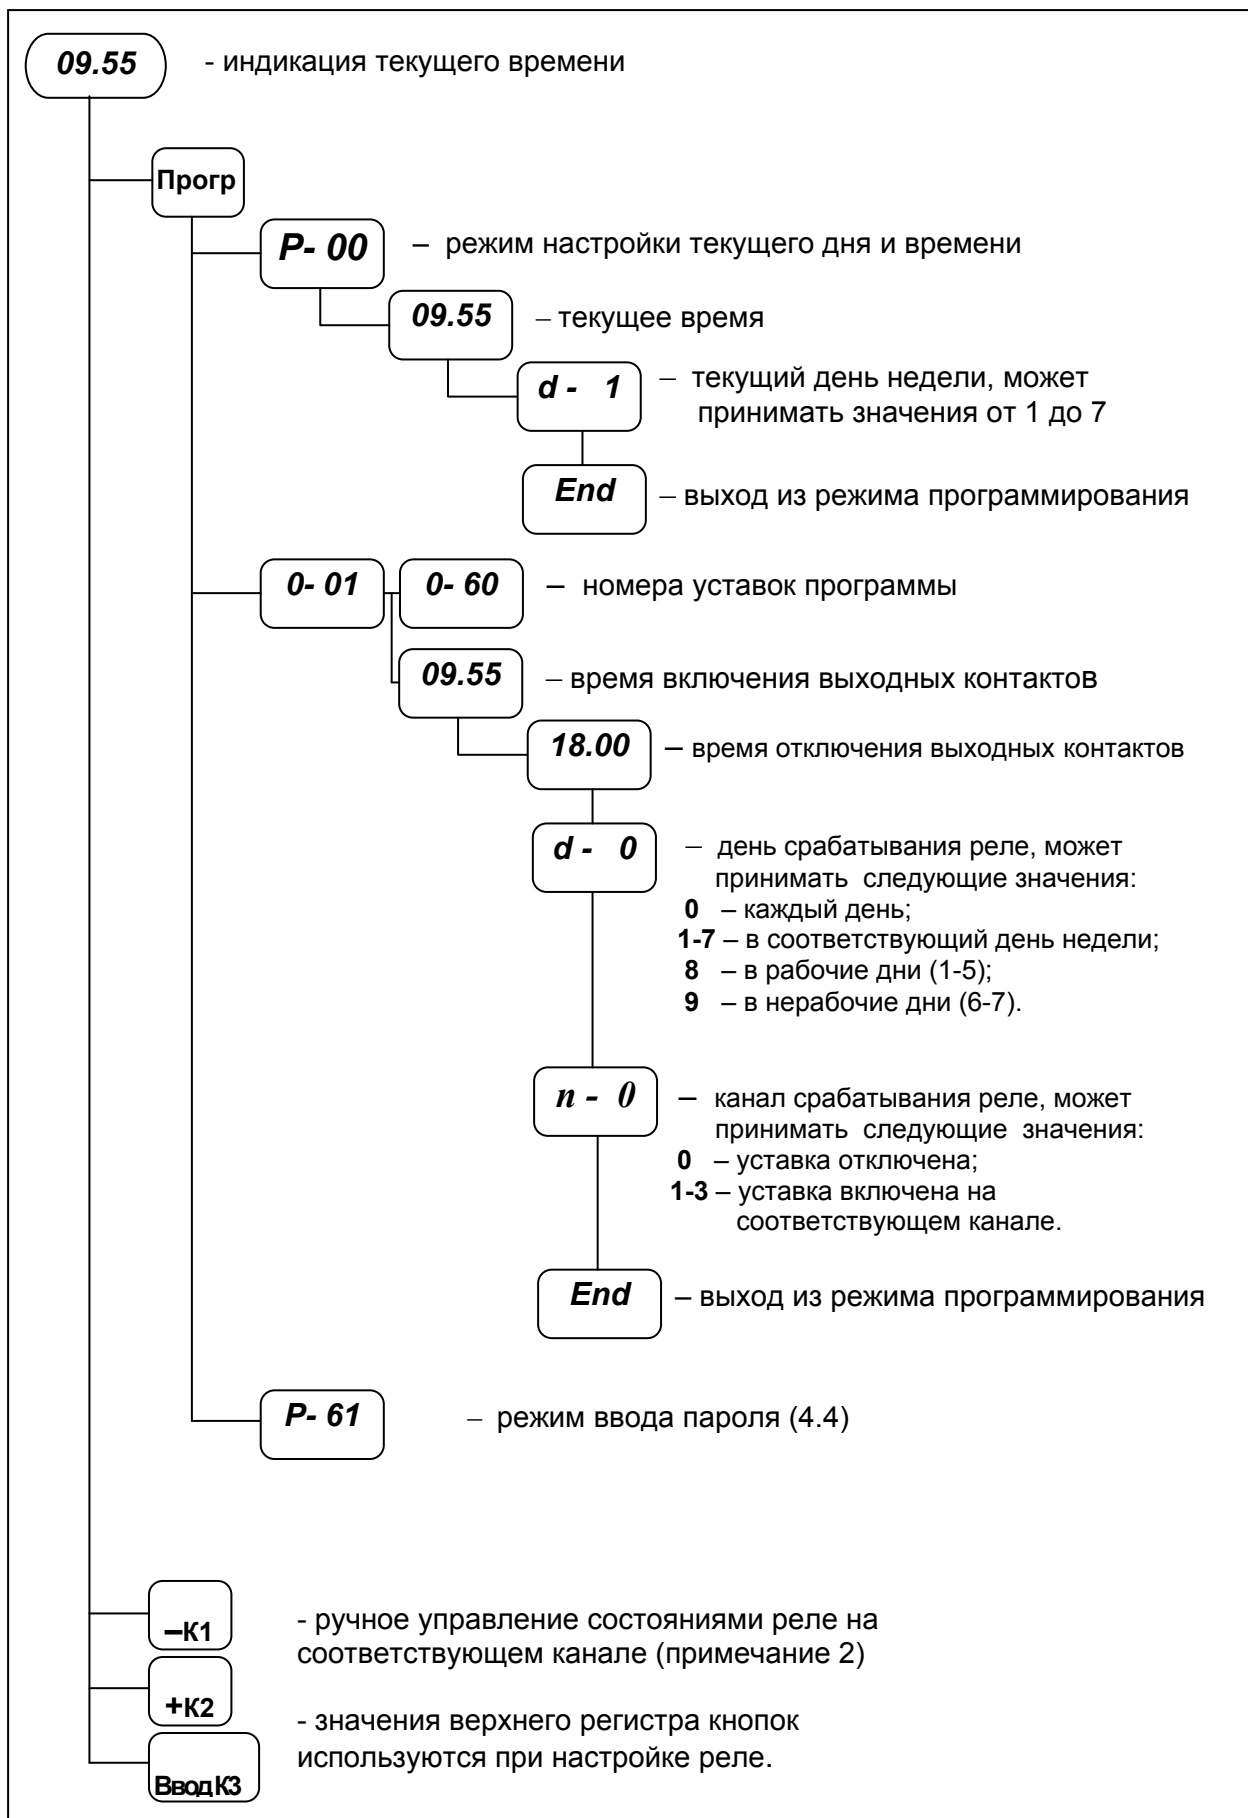 09.55 - индикация текущего времени
Прогр
P- 00 – режим настройки текущего дня и времени
09.55 – текущее время
d - 1 – текущий день недели, может
принимать значения от 1 до 7
End – выход из режима программирования
0- 01 0- 60 – номера уставок программы
09.55 – время включения выходных контактов
18.00 – время отключения выходных контактов
d - 0 – день срабатывания реле, может
принимать следующие значения:
0 – каждый день;
1-7 – в соответствующий день недели;
8 – в рабочие дни (1-5);
9 – в нерабочие дни (6-7).
n - 0 – канал срабатывания реле, может
принимать следующие значения:
0 – уставка отключена;
1-3 – уставка включена на
соответствующем канале.
End – выход из режима программирования
P- 61 – режим ввода пароля (4.4)
–К1 - ручное управление состояниями реле на
соответствующем канале (примечание 2)
+К2 - значения верхнего регистра кнопок
используются при настройке реле.
Ввод К3